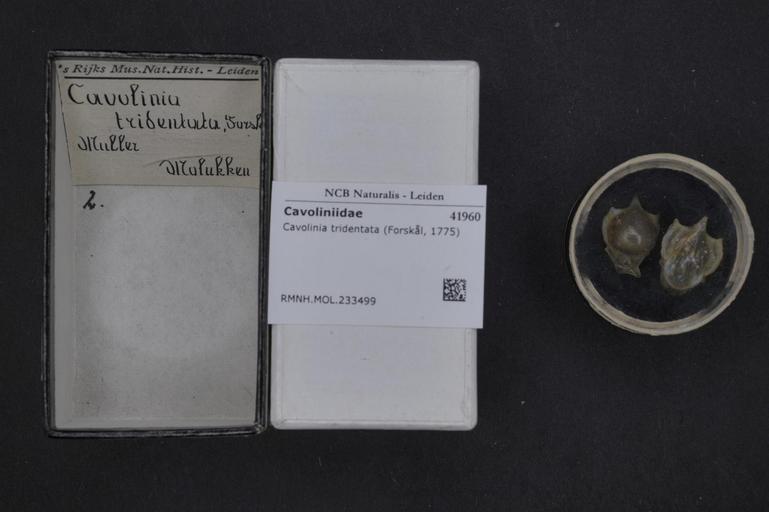 's Rijks Mus. Nat. Hist. - Leiden
Cavolinia
tridentata, Forsk
Muller
Molukken
2.
NCB Naturalis - Leiden
Cavoliniidae 41960
Cavolinia tridentata (Forskål, 1775)
RMNH.MOL.233499